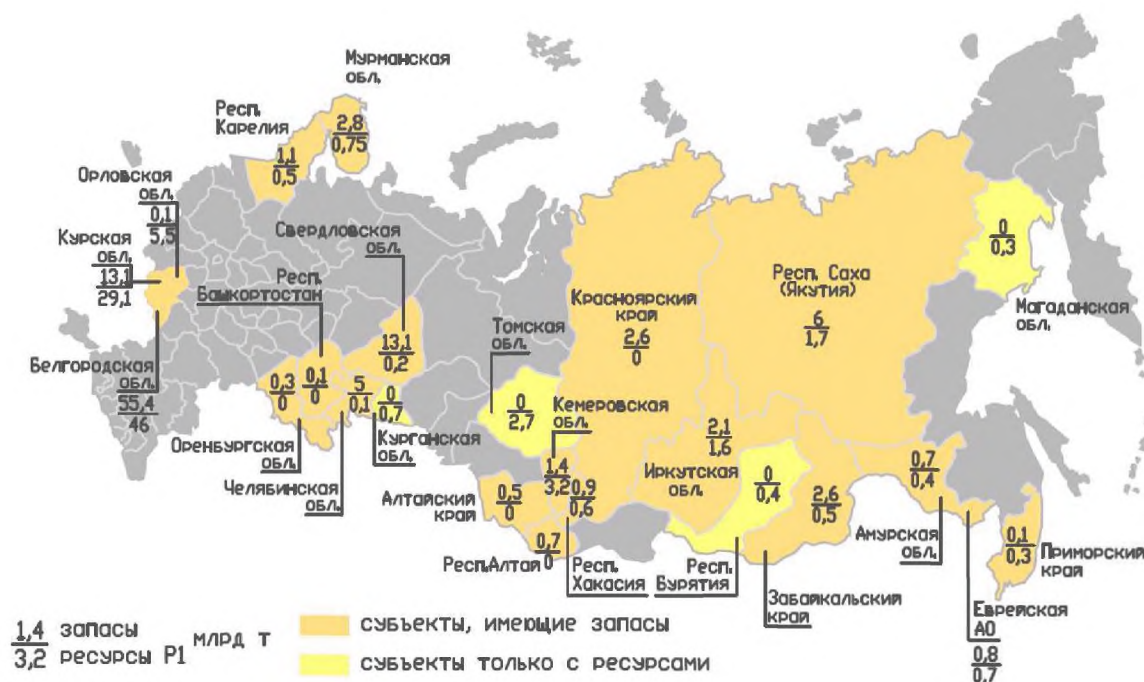 Мурманская
обл.
2,8
0,75
Респ.
Карелия
1,1
0,5
Орловская
обл.
0,1
5,5
Курская
обл.
13,1
29,1
Белгородская
обл.
55,4
46
Свердловская
обл.
13,1
0,2
Респ.
Башкортостан
0,1
0
0,3
0
Оренбургская
обл.
5
0,1
Челябинская
обл.
0
0,7
Курганская
обл.
Томская
обл.
0
2,7
Кемеровская
обл.
1,4
3,2
Алтайский
край
0,5
0
0,7
0
Респ.Алтай
0,9
0,6
Респ.
Хакасия
Красноярский
край
2,6
0
Респ. Саха
(Якутия)
6
1,7
0
0,3
Магаданская
обл.
2,1
1,6
Иркутская
обл.
0
0,4
Респ.
Бурятия
2,6
0,5
Забайкальский
край
0,7
0,4
Амурская
обл.
0,1
0,3
Приморский
край
Еврейская
АО
0,8
0,7
1,4 запасы
3,2 ресурсы P1 млрд т
субъекты, имеющие запасы
субъекты только с ресурсами